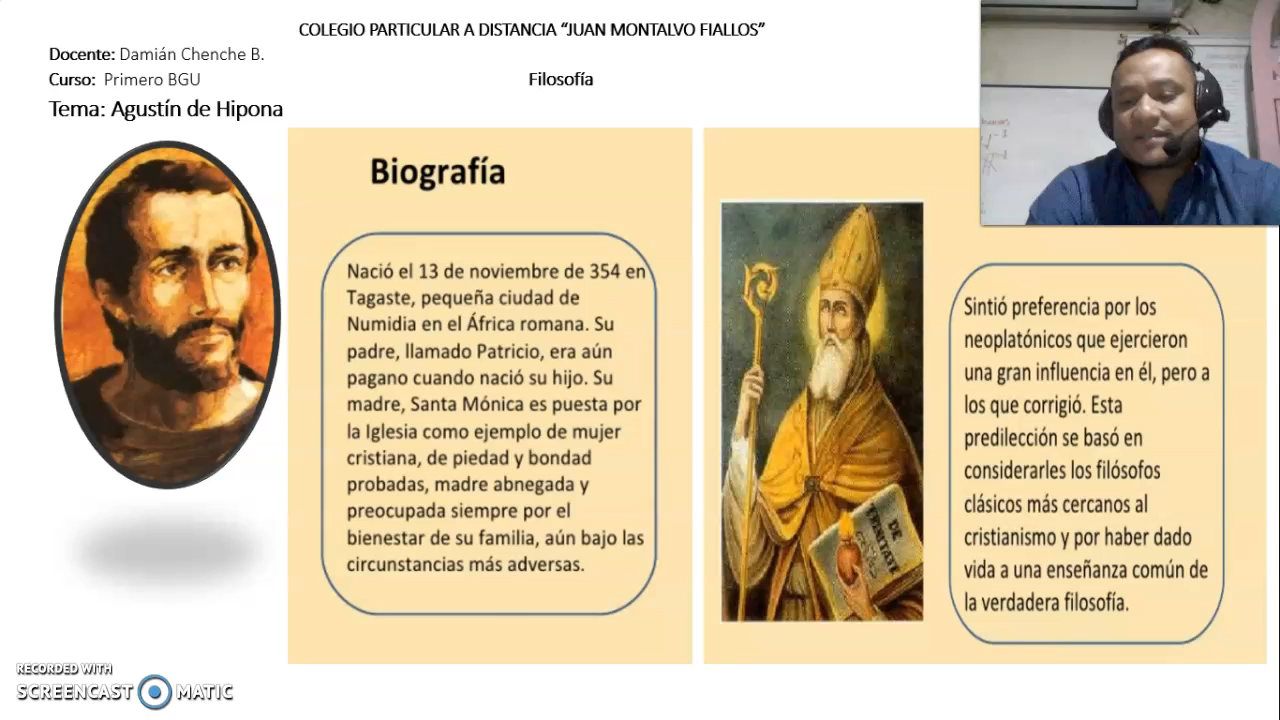 COLEGIO PARTICULAR A DISTANCIA “JUAN MONTALVO FIALLOS”
Docente: Damián Chenche B.
Curso: Primero BGU
Filosofía
Tema: Agustín de Hipona
Biografía
Nació el 13 de noviembre de 354 en
Tagaste, pequeña ciudad de
Numidia en el África romana. Su
padre, llamado Patricio, era aún
pagano cuando nació su hijo. Su
madre, Santa Mónica es puesta por
la Iglesia como ejemplo de mujer
cristiana, de piedad y bondad
probadas, madre abnegada y
preocupada siempre por el
bienestar de su familia, aún bajo las
circunstancias más adversas.
DE
TRINITATE
Sintió preferencia por los
neoplatónicos que ejercieron
una gran influencia en él, pero a
los que corrigió. Esta
predilección se basó en
considerarles los filósofos
clásicos más cercanos al
cristianismo y por haber dado
vida a una enseñanza común de
la verdadera filosofía.
RECORDED WITH
SCREENCAST MATIC